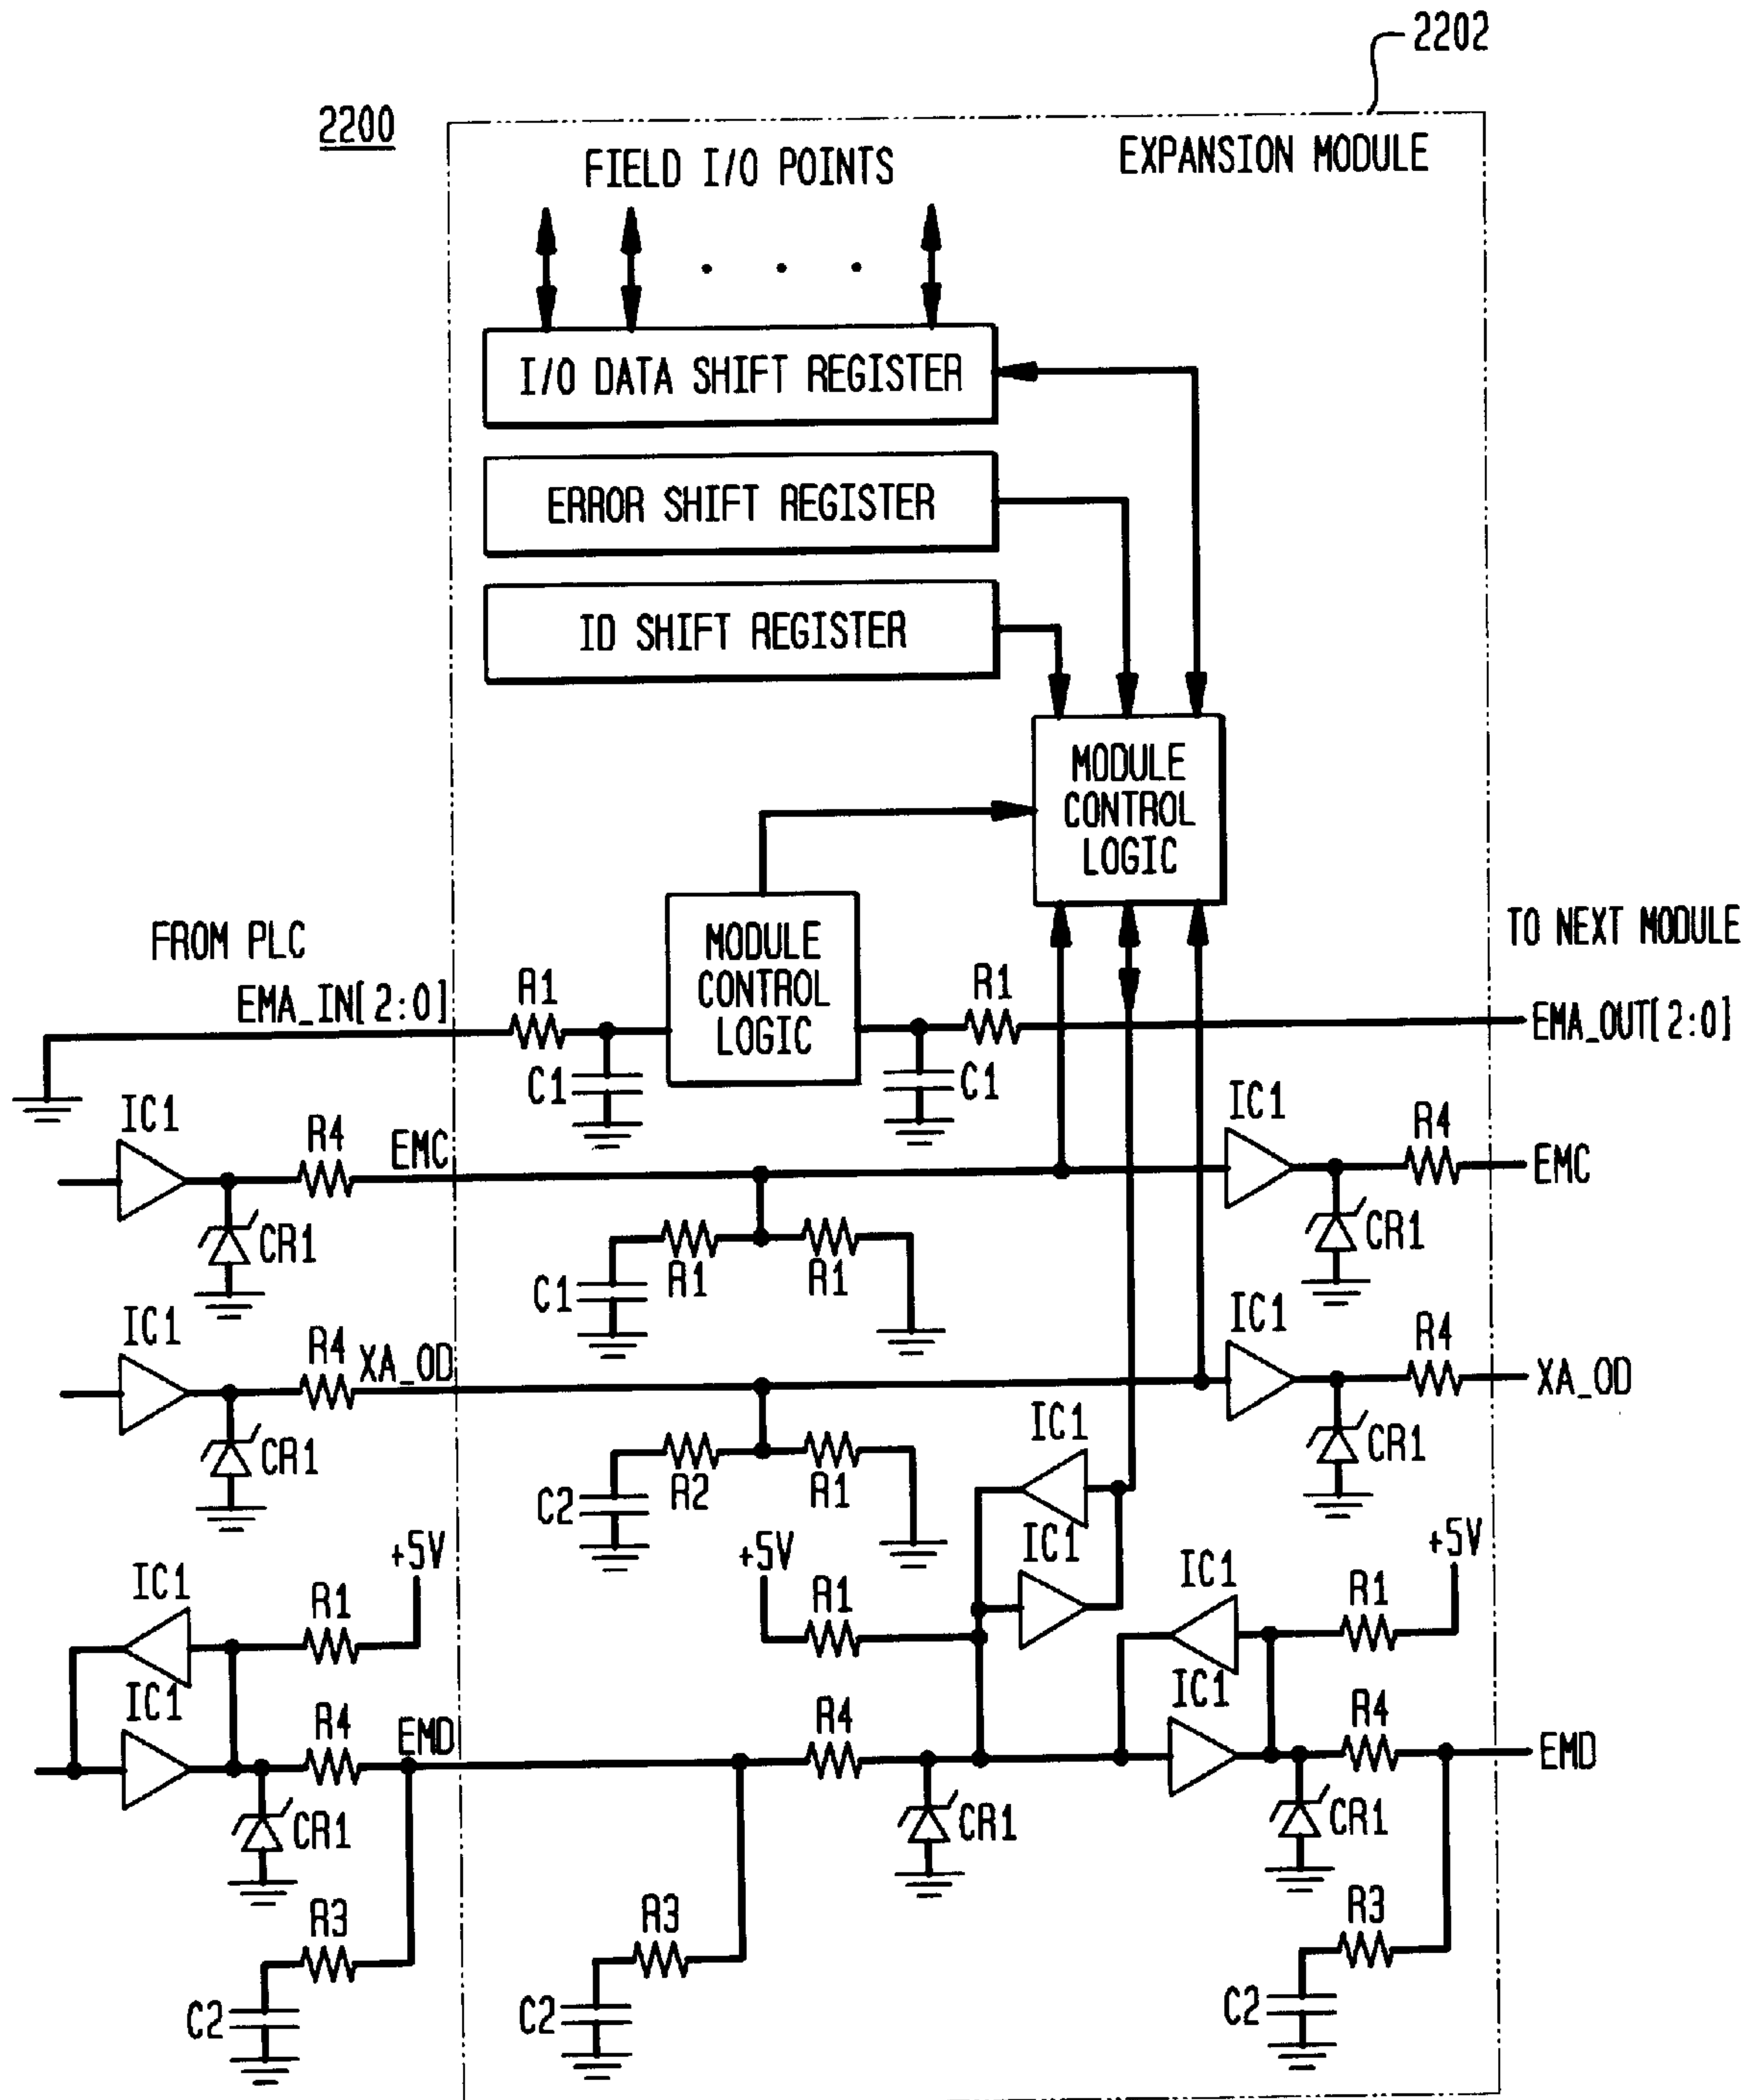 2202
2200
EXPANSION MODULE
FIELD I/O POINTS
I/O DATA SHIFT REGISTER
ERROR SHIFT REGISTER
ID SHIFT REGISTER
MODULE
CONTROL
LOGIC
FROM PLC
MODULE
CONTROL
LOGIC
TO NEXT MODULE
EMA_IN[2:0]
R1
R1
EMA_OUT[2:0]
C1
C1
IC1
R4
EMC
IC1
R4
EMC
CR1
C1
R1
R1
CR1
IC1
R4
XA_OD
IC1
R4
XA_OD
CR1
C2
R2
R1
IC1
CR1
IC1
R1
+5V
+5V
R1
IC1
IC1
R1
+5V
IC1
R4
EMD
R4
IC1
R4
EMD
CR1
CR1
CR1
R3
R3
R3
C2
C2
C2